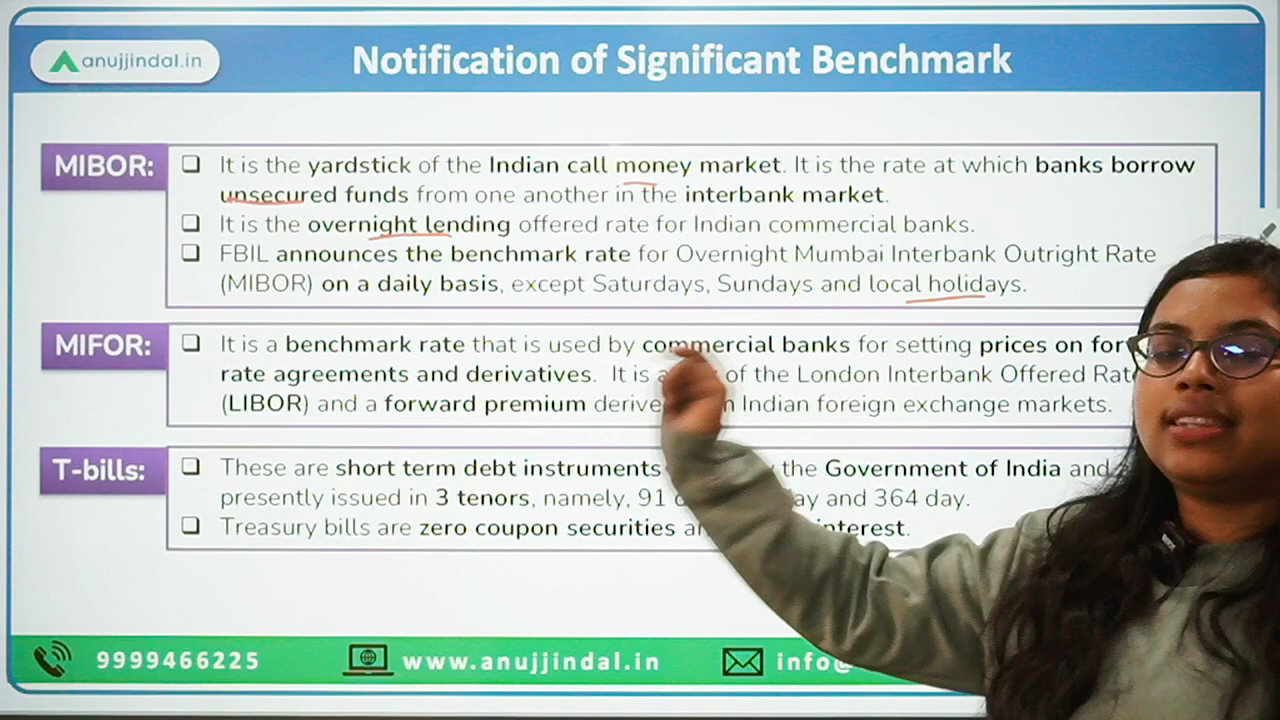 anujjindal.in
Notification of Significant Benchmark
MIBOR:
❑ It is the yardstick of the Indian call money market. It is the rate at which banks borrow
unsecured funds from one another in the interbank market.
❑ It is the overnight lending offered rate for Indian commercial banks.
❑ FBIL announces the benchmark rate for Overnight Mumbai Interbank Outright Rate
(MIBOR) on a daily basis, except Saturdays, Sundays and local holidays.
MIFOR:
❑ It is a benchmark rate that is used by commercial banks for setting prices on
rate agreements and derivatives. It is a of the London Interbank Offered
(LIBOR) and a forward premium Indian foreign exchange markets.
T-bills:
❑ These are short term debt instruments the Government of India and
presently issued in 3 tenors, namely, 91 and 364 day.
❑ Treasury bills are zero coupon securities interest.
9999466225
www.anujjindal.in
info@